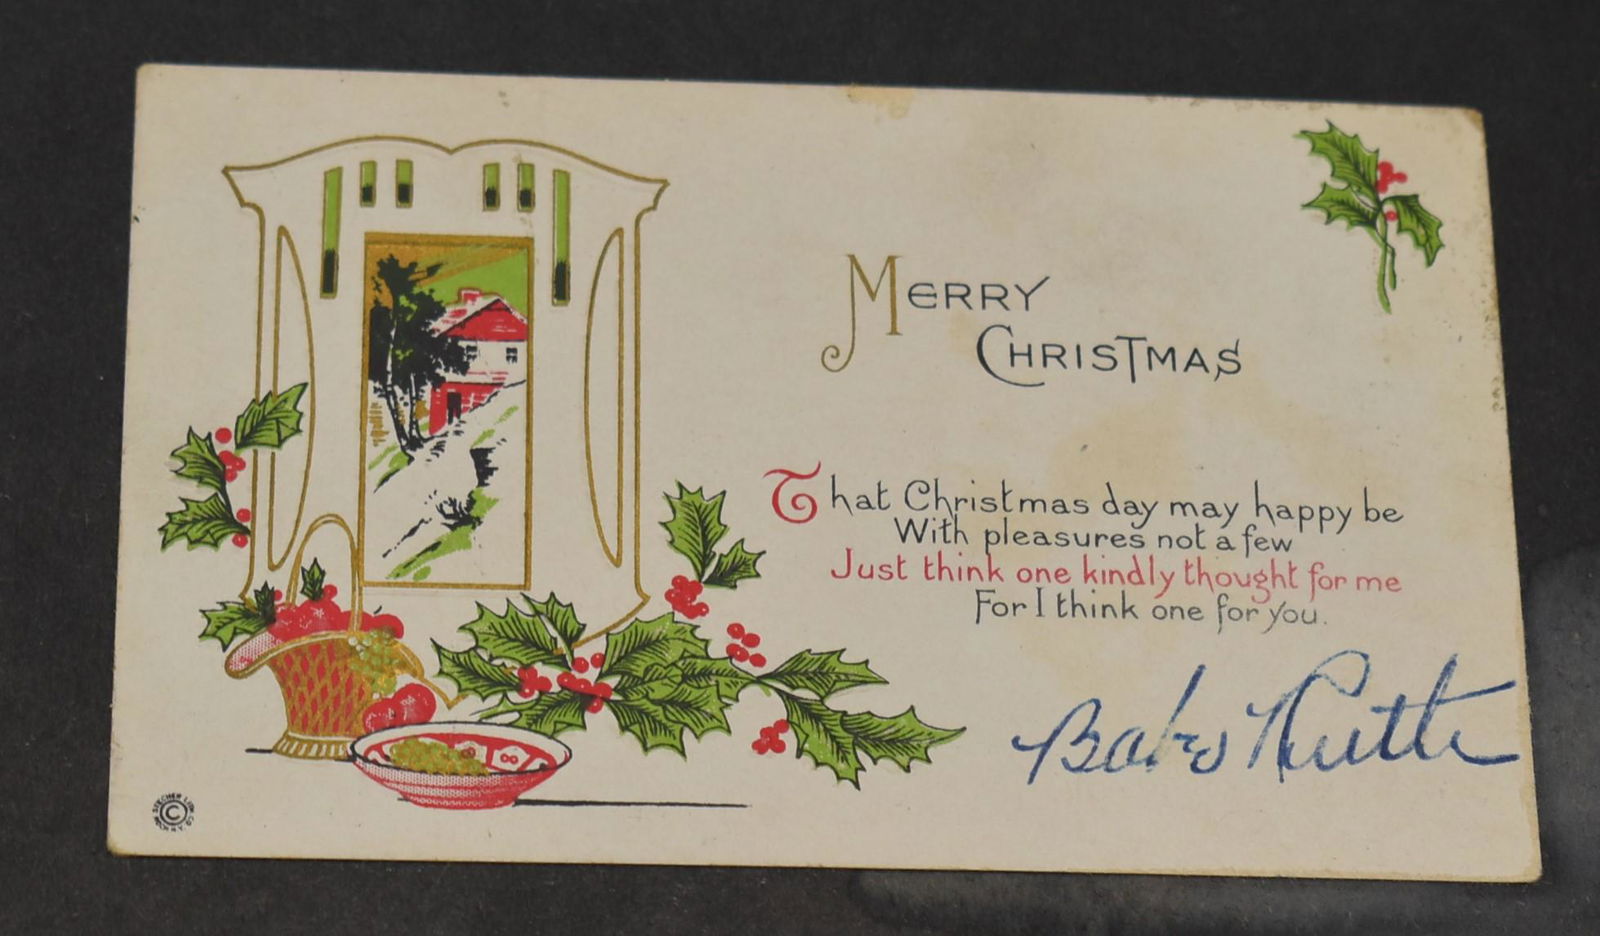 MERRY
CHRISTMAS
That Christmas day may happy be
With pleasures not a few
Just think one kindly thought for me
For I think one for you.
Babe Ruth
©